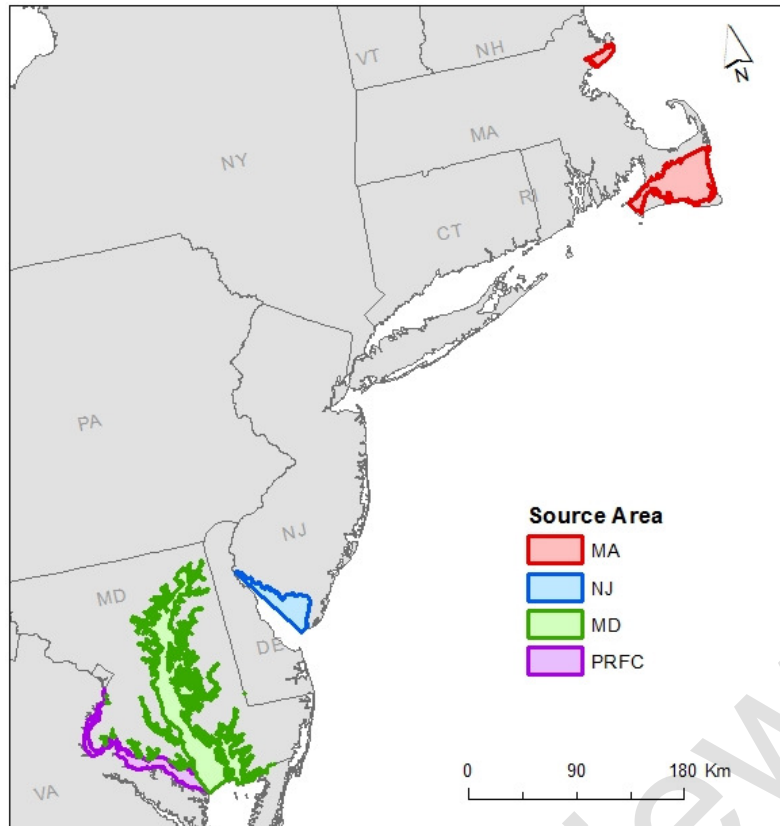 VT
NH
N
MA
NY
RI
CT
PA
NJ
Source Area
MA
NJ
MD
PRFC
MD
DE
VA
0 90 180 Km